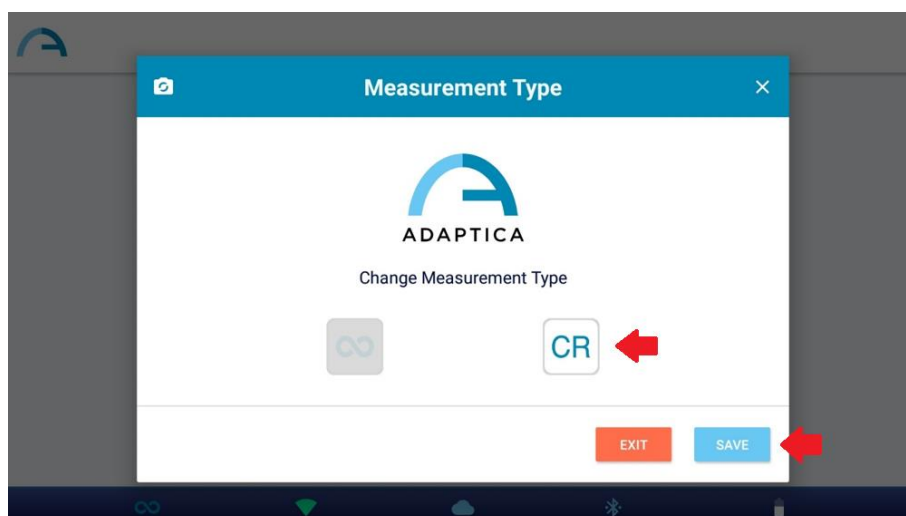 Measurement Type
ADAPTICA
Change Measurement Type
CR
EXIT
SAVE